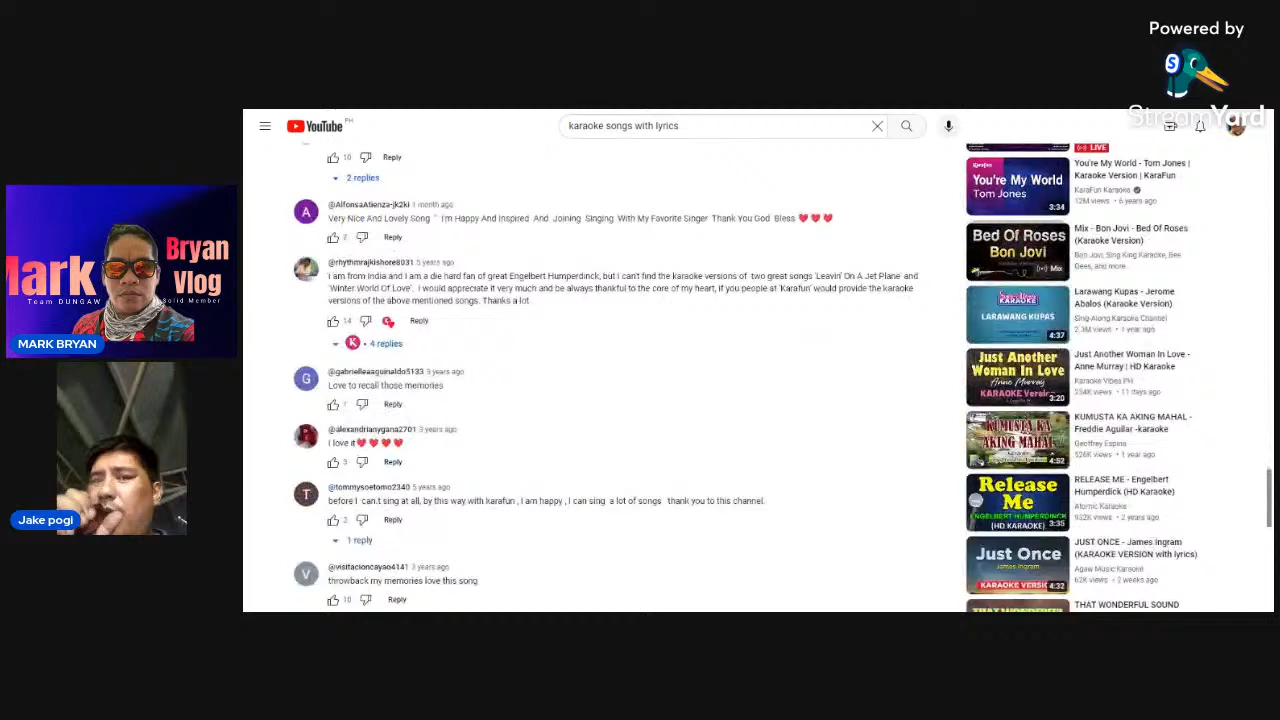 Powered by
S
StreamYard
YouTube PH
karaoke songs with lyrics
10 Reply
2 replies
@AlfonsaAtienza-jk2ki 1 month ago
Very Nice And Lovely Song I'm Happy And Inspired And Joining Singing With My Favorite Singer Thank You God Bless ❤❤❤
7 Reply
@rhythmrajkishore8031 5 years ago
I am from India and I am a die hard fan of great Engelbert Humperdinck, but I can't find the karaoke versions of two great songs 'Leavin' On A Jet Plane' and
'Winter World Of Love'. I would appreciate it very much and be always thankful to the core of my heart, if you people at 'Karafun' would provide the karaoke
versions of the above mentioned songs. Thanks a lot.
14 Reply
K • 4 replies
G
@gabrielleaaguinaldo5133 3 years ago
Love to recall those memories
Reply
@alexandrianygana2701 3 years ago
I love it❤❤❤❤
3 Reply
T
@tommysoetomo2340 5 years ago
before I can.t sing at all, by this way with karafun , I am happy , I can sing a lot of songs thank you to this channel.
2 Reply
1 reply
V
@visitacioncayao4141 3 years ago
throwback my memories love this song
10 Reply
LIVE
You're My World
Tom Jones
3:34
You're My World - Tom Jones |
Karaoke Version | KaraFun
KaraFun Karaoke
12M views • 6 years ago
Bed Of Roses
Bon Jovi
Mix
Mix - Bon Jovi - Bed Of Roses
(Karaoke Version)
Bon Jovi, Sing King Karaoke, Bee
Gees, and more
KARAOKE
LARAWANG KUPAS
4:37
Larawang Kupas - Jerome
Abalos (Karaoke Version)
Sing-Along Karaoke Channel
2.3M views • 1 year ago
Just Another
Woman In Love
Anne Murray
KARAOKE Version
3:20
Just Another Woman In Love -
Anne Murray | HD Karaoke
Karaoke Vibes PH
234K views • 11 days ago
KUMUSTA KA
AKING MAHAL
4:52
KUMUSTA KA AKING MAHAL -
Freddie Aguilar -karaoke
Geoffrey Espina
526K views • 1 year ago
Release
Me
ENGELBERT HUMPERDINCK
(HD KARAOKE)
3:35
RELEASE ME - Engelbert
Humperdick (HD Karaoke)
Atomic Karaoke
932K views • 2 years ago
Just Once
James Ingram
KARAOKE VERSION
4:32
JUST ONCE - James Ingram
(KARAOKE VERSION with lyrics)
Agaw Music Karaoke
62K views • 2 weeks ago
THAT WONDERFUL SOUND
Mark
Bryan
Vlog
Team DUNGAW
Solid Member
MARK BRYAN
Jake pogi